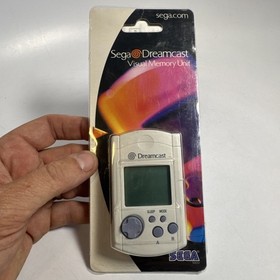 sega.com
Sega Dreamcast
Visual Memory Unit
Dreamcast
SLEEP MODE
A B
SEGA